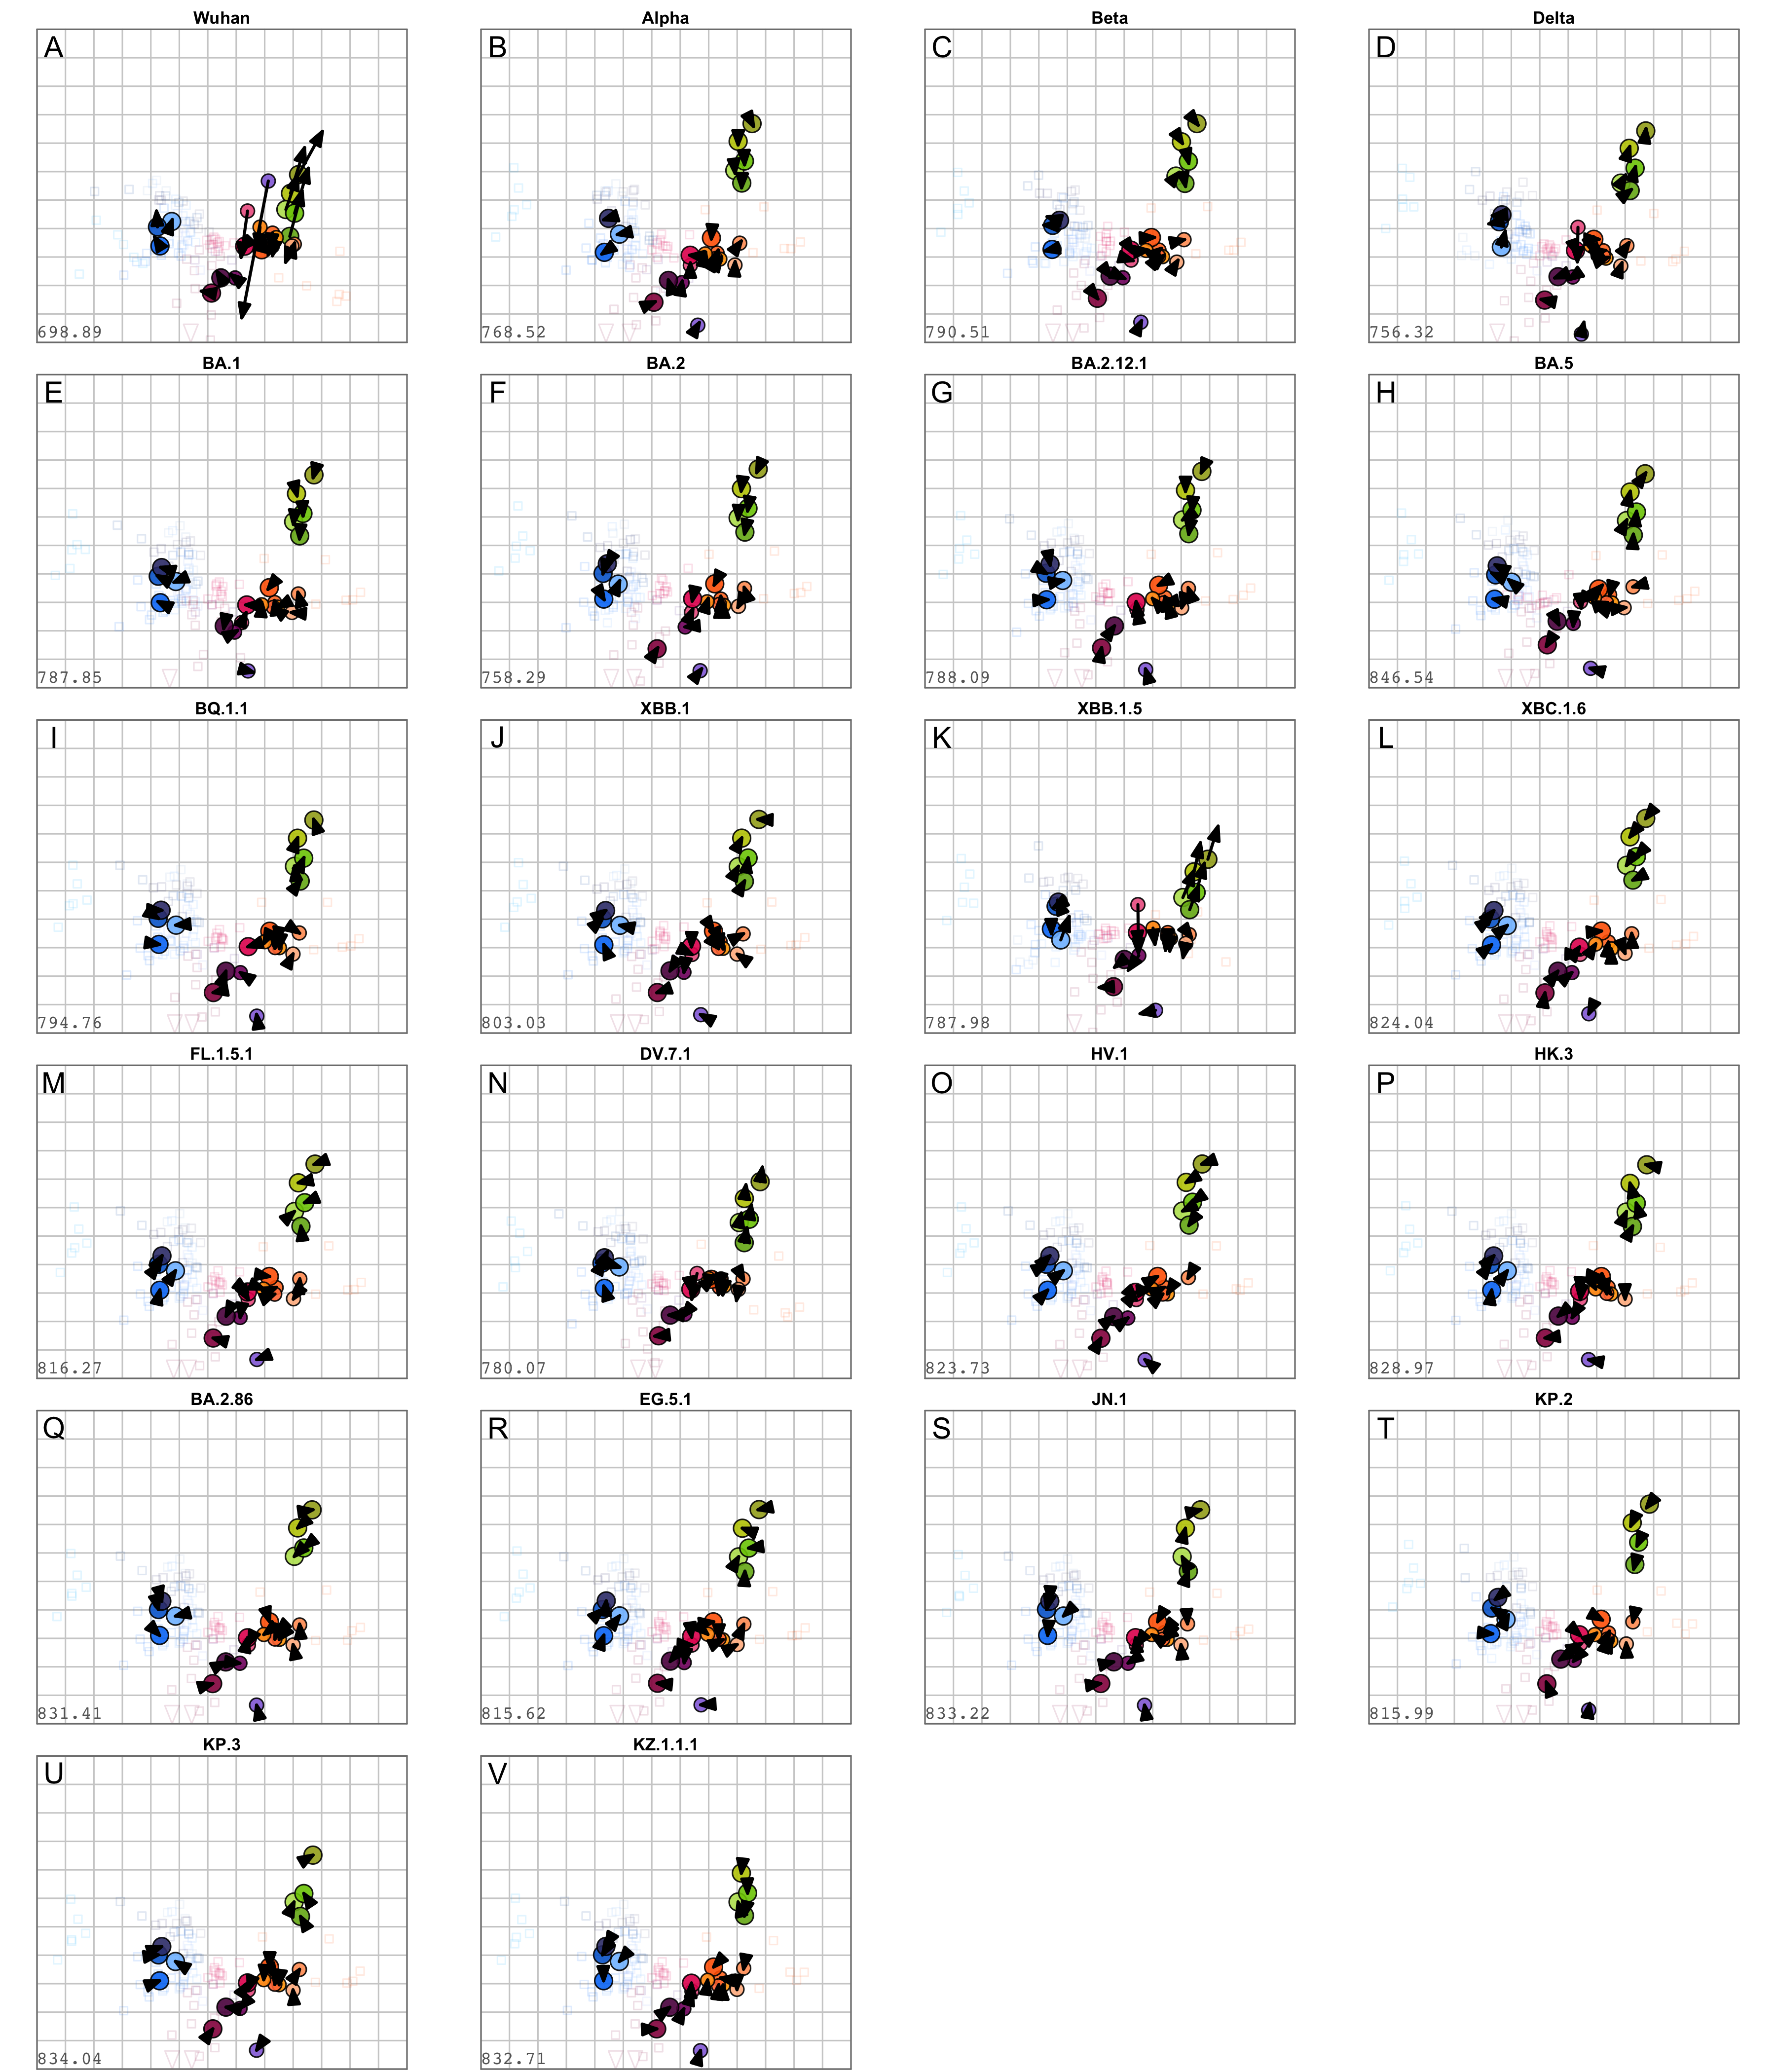 Wuhan Alpha Beta Delta
A B C D
698.89 768.52 790.51 756.32
BA.1 BA.2 BA.2.12.1 BA.5
E F G H
787.85 758.29 788.09 846.54
BQ.1.1 XBB.1 XBB.1.5 XBC.1.6
I J K L
794.76 803.03 787.98 824.04
FL.1.5.1 DV.7.1 HV.1 HK.3
M N O P
816.27 780.07 823.73 828.97
BA.2.86 EG.5.1 JN.1 KP.2
Q R S T
831.41 815.62 833.22 815.99
KP.3 KZ.1.1.1
U V
834.04 832.71